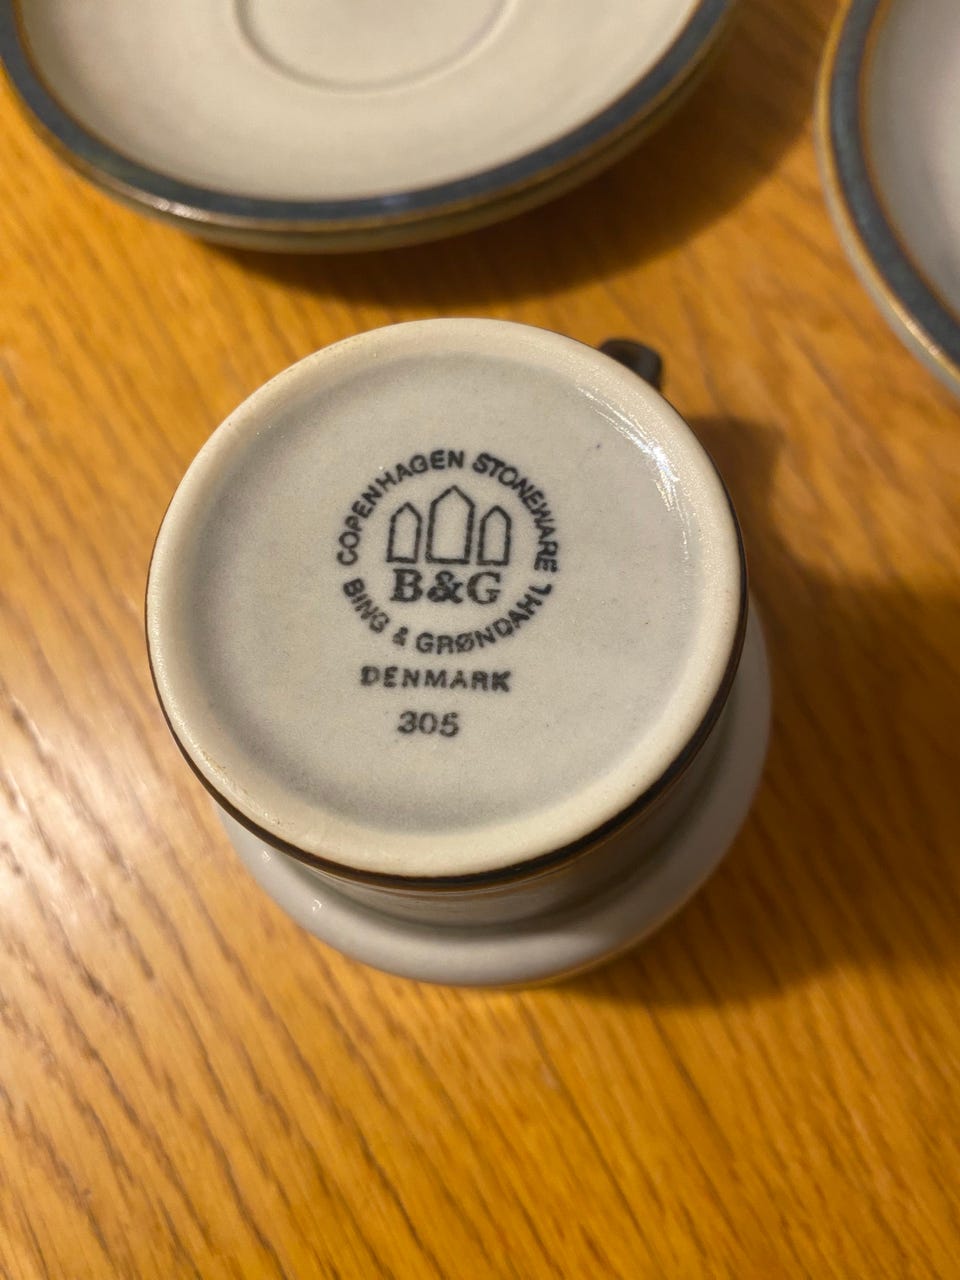 COPENHAGEN STONEWARE
B&G
BING & GRØNDAHL
DENMARK
305